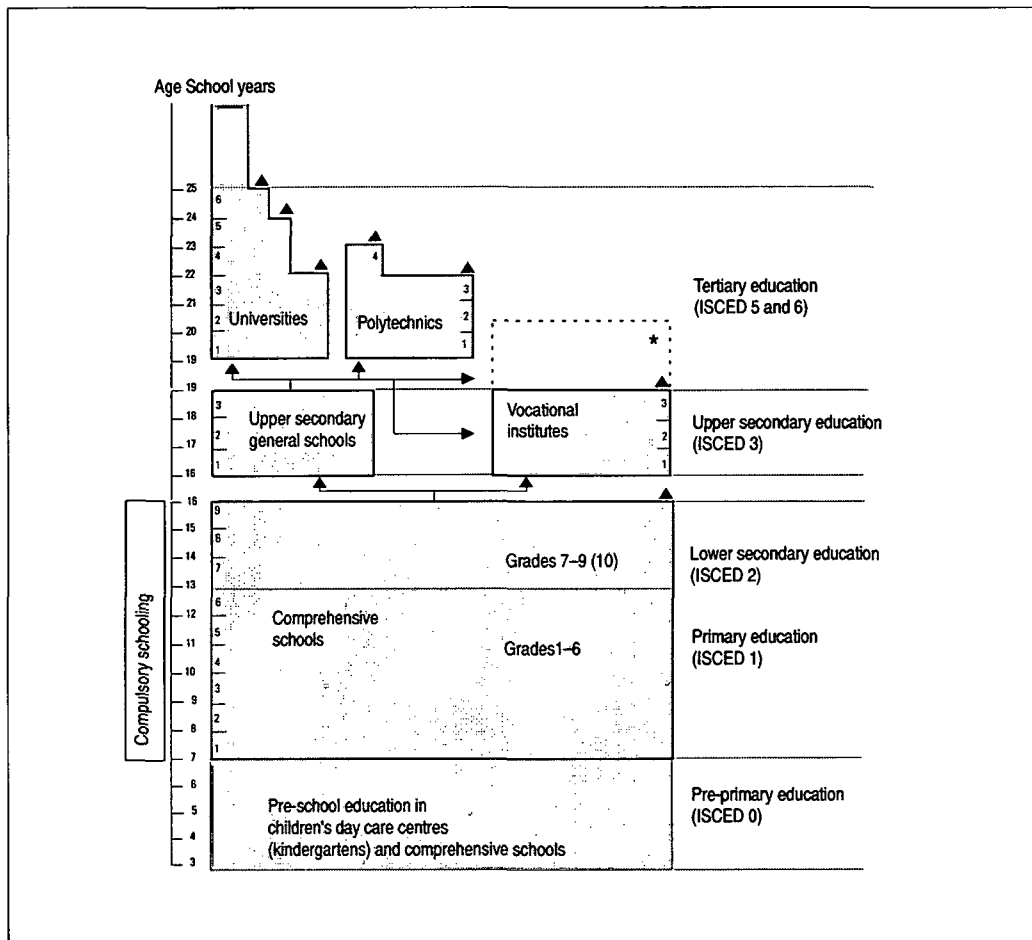 Age School years
25
24
23
22
21
20
19
6
5
4
3
2
1
Universities
4
3
2
1
Polytechnics
*
Tertiary education
(ISCED 5 and 6)
19
18
17
16
3
2
1
Upper secondary
general schools
Vocational
institutes
3
2
1
Upper secondary education
(ISCED 3)
Compulsory schooling
16
15
14
13
12
11
10
9
8
7
9
8
7
Grades 7–9 (10)
Lower secondary education
(ISCED 2)
6
5
4
3
2
1
Comprehensive
schools
Grades1–6
Primary education
(ISCED 1)
6
5
4
3
Pre-school education in
children's day care centres
(kindergartens) and comprehensive schools
Pre-primary education
(ISCED 0)